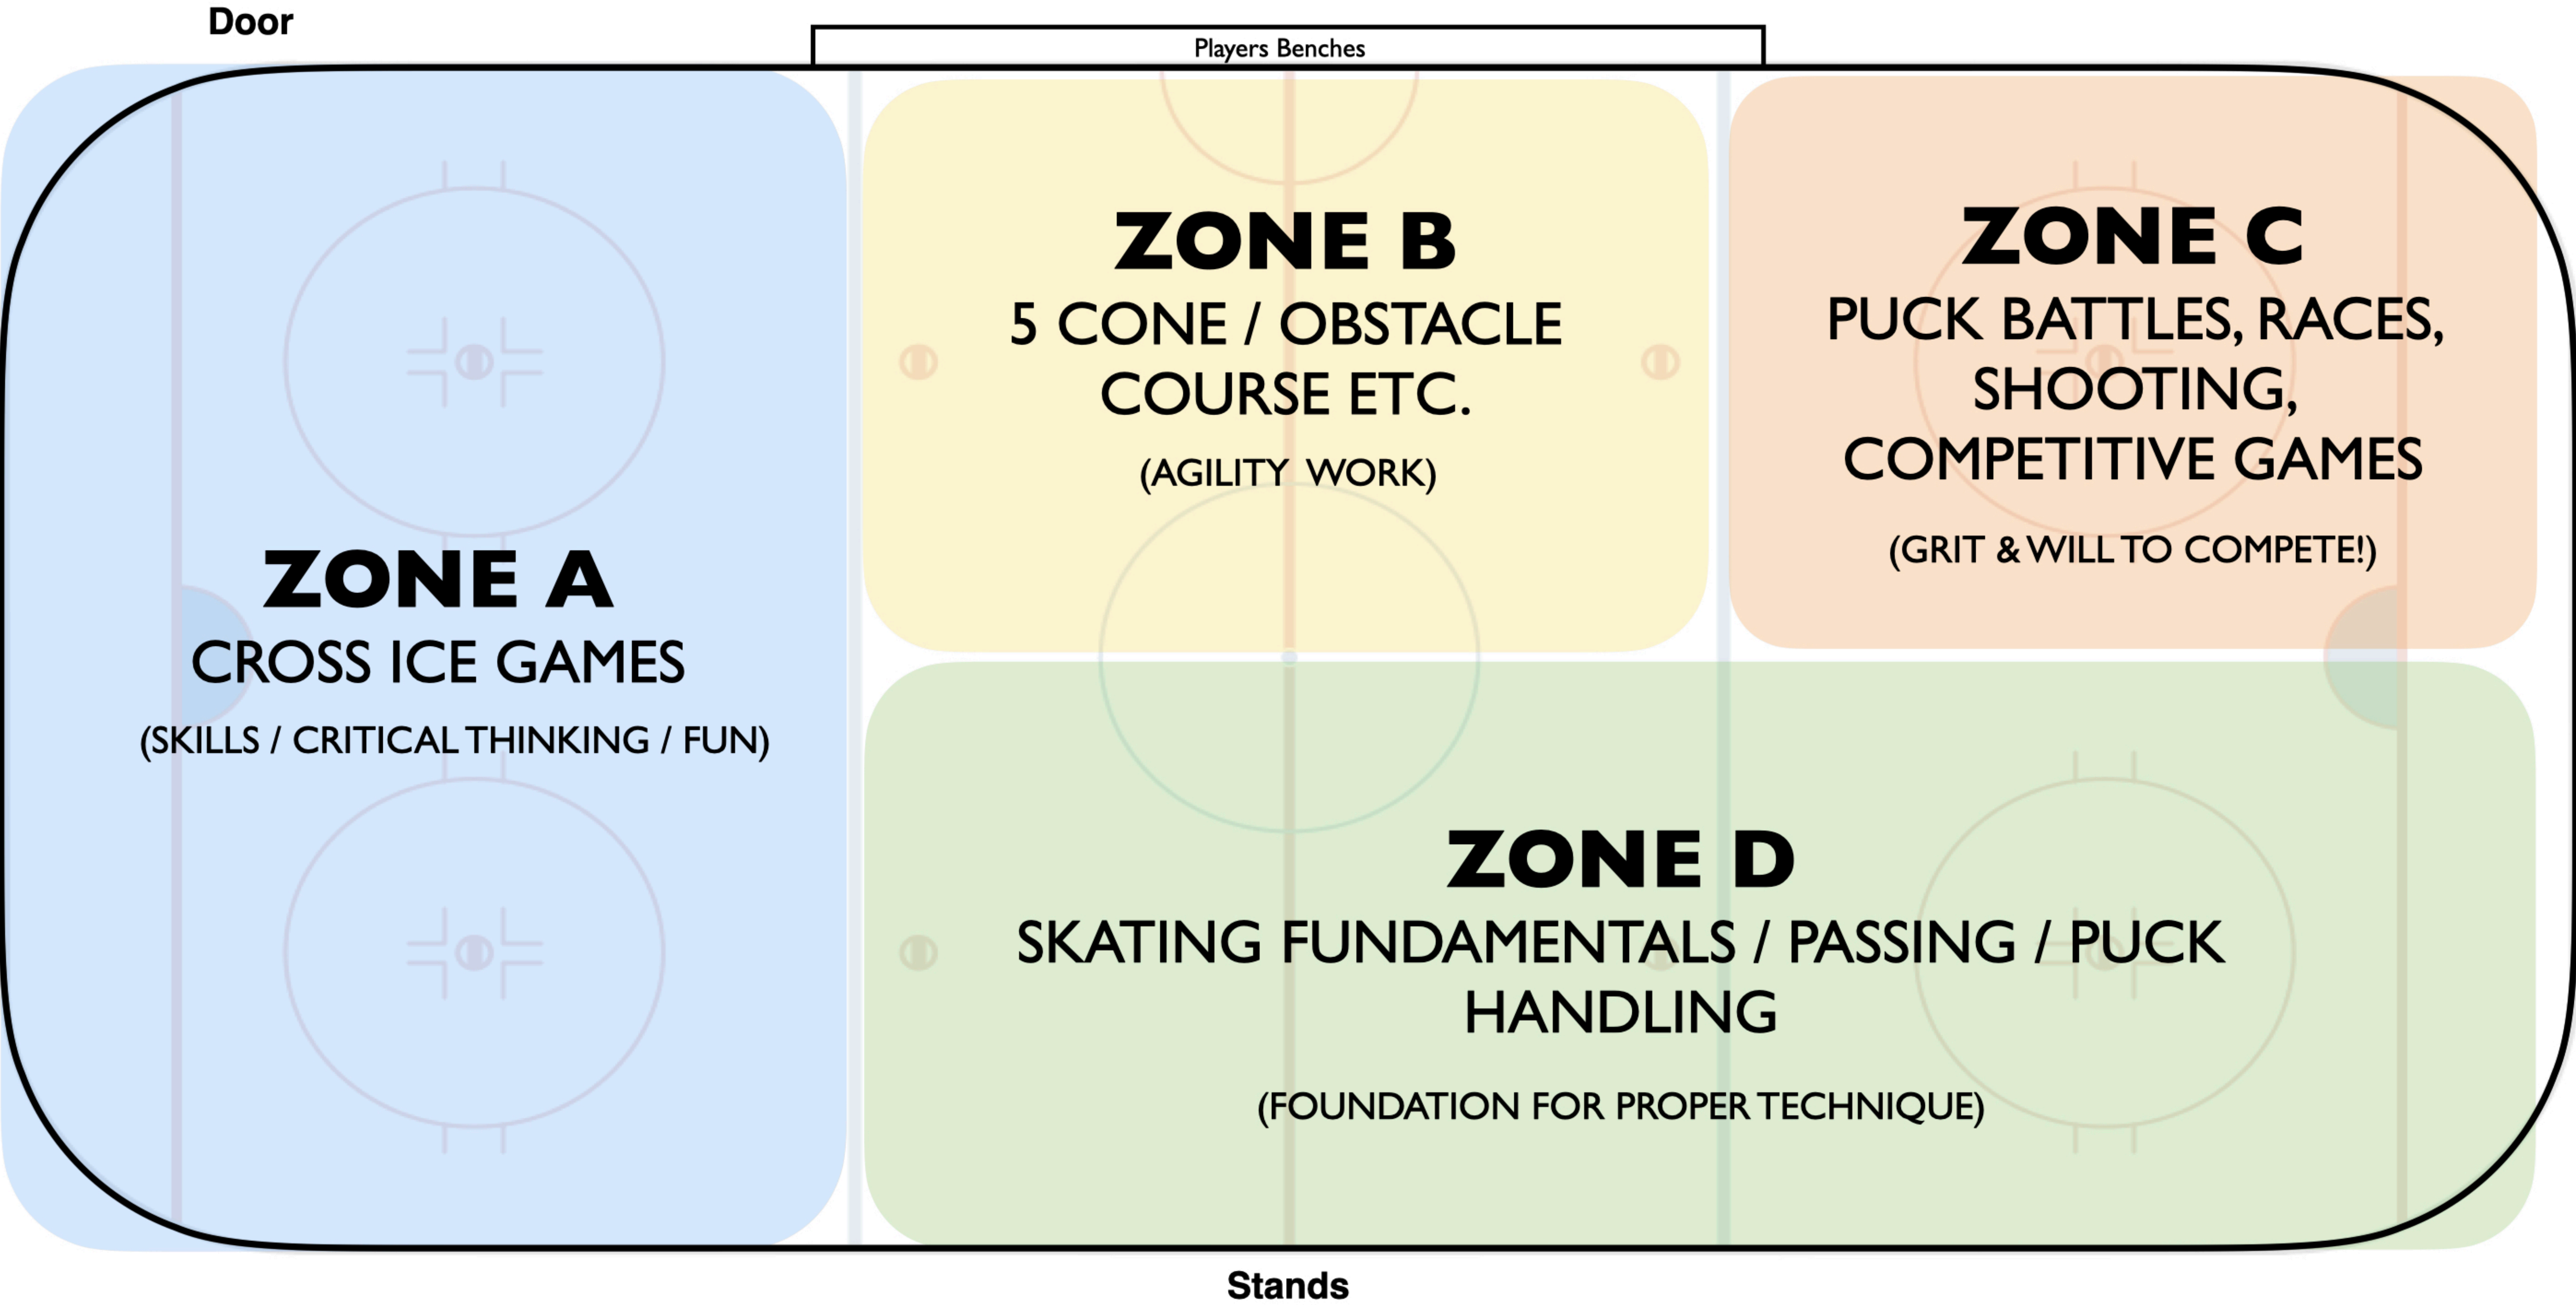 Door
Players Benches
ZONE A
CROSS ICE GAMES
(SKILLS / CRITICAL THINKING / FUN)
ZONE B
5 CONE / OBSTACLE
COURSE ETC.
(AGILITY WORK)
ZONE C
PUCK BATTLES, RACES,
SHOOTING,
COMPETITIVE GAMES
(GRIT & WILL TO COMPETE!)
ZONE D
SKATING FUNDAMENTALS / PASSING / PUCK
HANDLING
(FOUNDATION FOR PROPER TECHNIQUE)
Stands